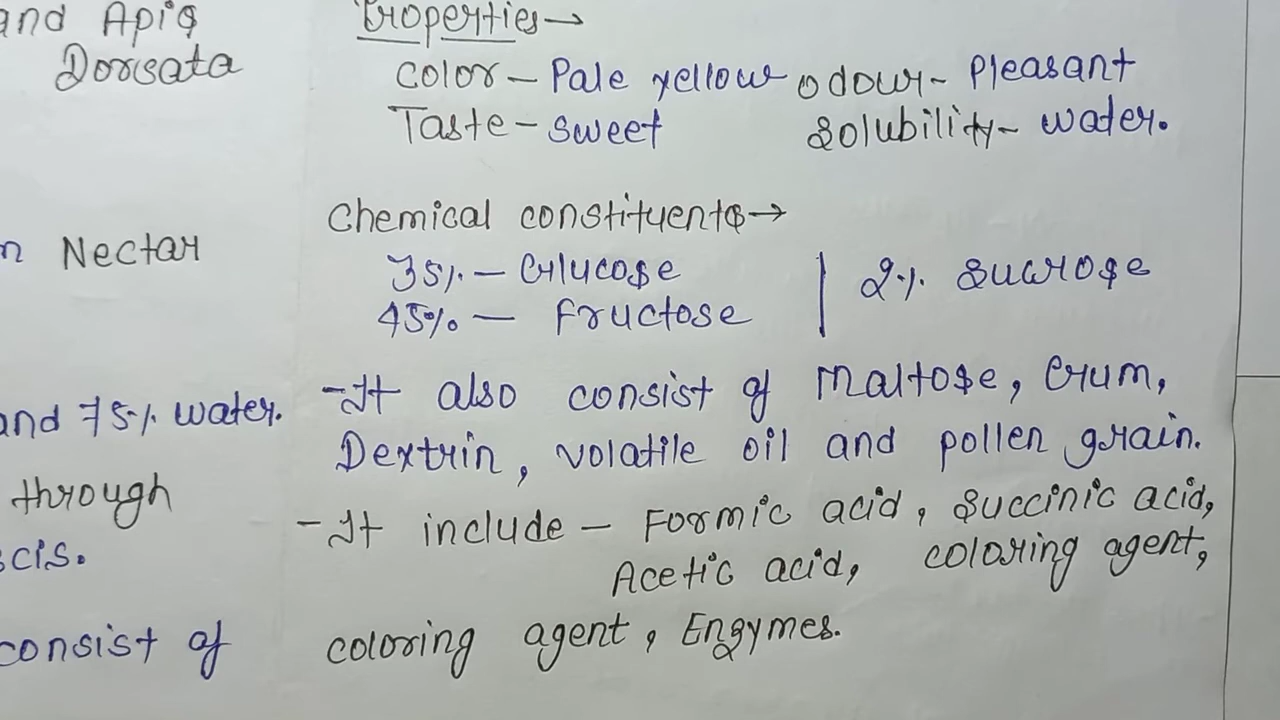 and Apis
Dorsata
n Nectar
and 75% water.
through
scis.
consist of
Properties→
Color - Pale yellow odour - Pleasant
Taste - sweet Solubility - water.
Chemical constituents→
35% - Glucose | 2% Sucrose
45% - Fructose
- It also consist of Maltose, Gum,
Dextrin, volatile oil and pollen grain.
- It include - Formic acid, Succinic acid,
Acetic acid, coloring agent,
coloring agent, Enzymes.